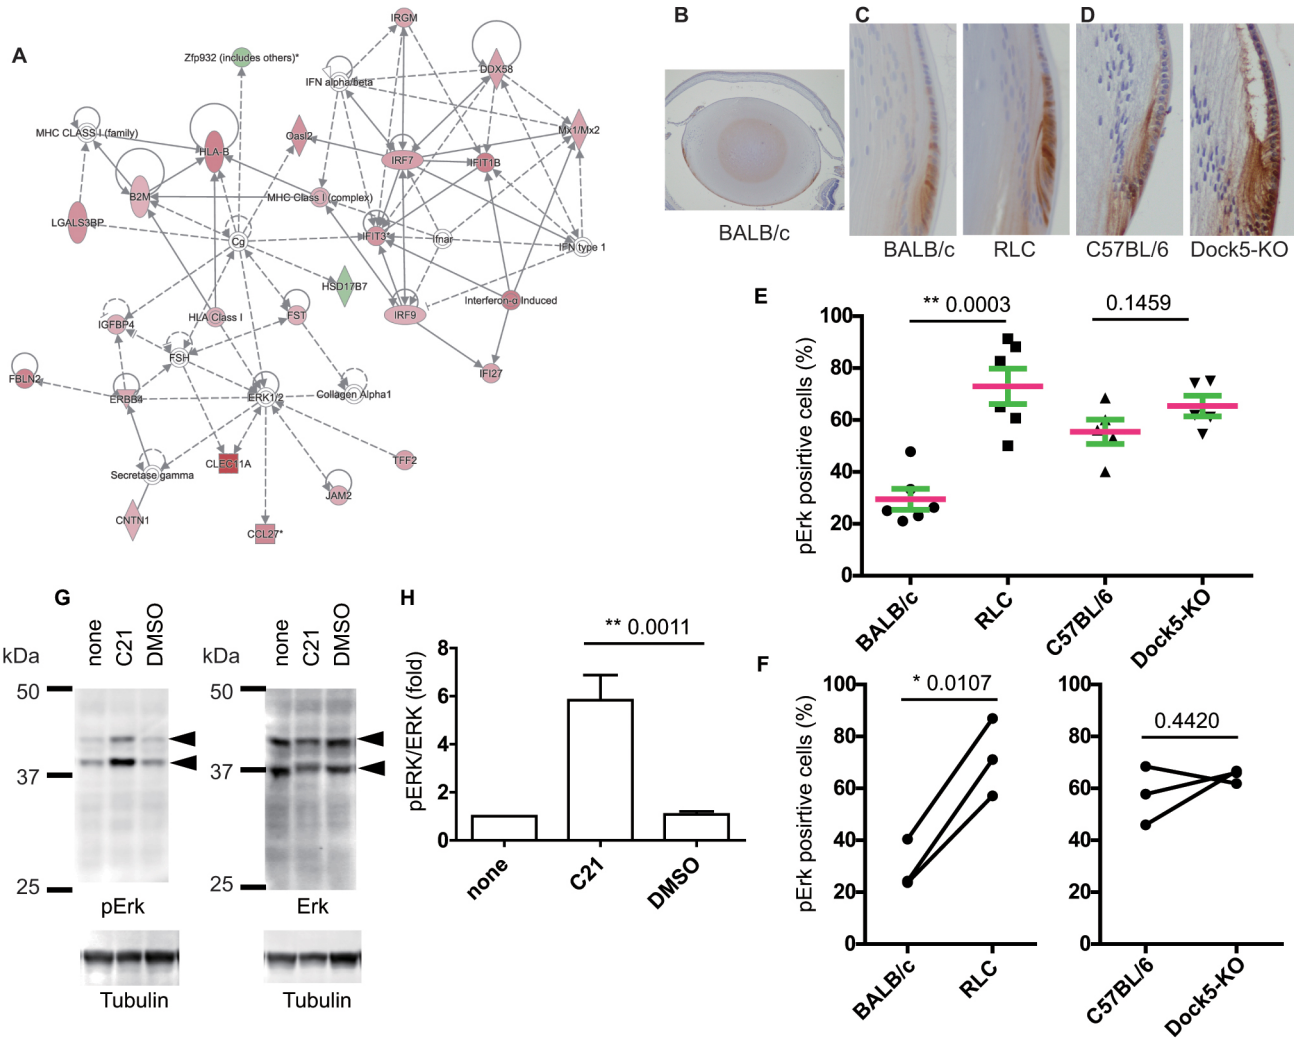 A
IRGM
Zfp932 (includes others)*
IFN alpha/beta
DDX58
MHC CLASS I (family)
HLA-B
Oasl2
IRF7
IFIT1B
Mx1/Mx2
B2M
MHC Class I (complex)
LGALS3BP
Cg
IFIT3*
Ifnar
IFN type 1
HSD17B7
Interferon-α Induced
IGFBP4
HLA Class I
FST
IRF9
FSH
FBLN2
IFI27
ERBB4
ERK1/2
Collagen Alpha1
Secretase gamma
CLEC11A
TFF2
JAM2
CNTN1
CCL27*
B
BALB/c
C
BALB/c
RLC
D
C57BL/6
Dock5-KO
E
** 0.0003
0.1459
pErk posirtive cells (%)
100
80
60
40
20
0
BALB/c
RLC
C57BL/6
Dock5-KO
F
pErk posirtive cells (%)
* 0.0107
100
80
60
40
20
0
BALB/c
RLC
0.4420
100
80
60
40
20
0
C57BL/6
Dock5-KO
G
kDa
none
C21
DMSO
50
37
25
pErk
Tubulin
kDa
none
C21
DMSO
50
37
25
Erk
Tubulin
H
** 0.0011
pERK/ERK (fold)
8
6
4
2
0
none
C21
DMSO